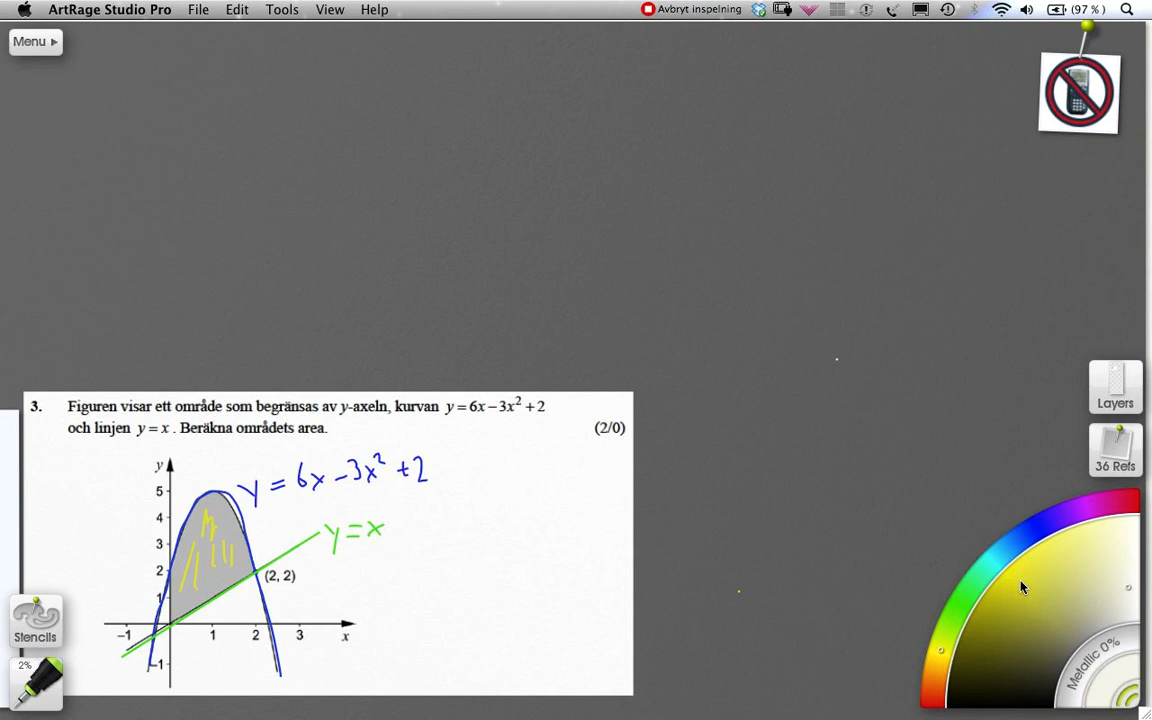 ArtRage Studio Pro File Edit Tools View Help Avbryt inspelning (97 %)
Menu
Layers
36 Refs
3. Figuren visar ett område som begränsas av y-axeln, kurvan y = 6x − 3x² + 2
och linjen y = x . Beräkna områdets area. (2/0)
y
y = 6x − 3x² + 2
5
4
y = x
3
2
(2, 2)
1
−1 1 2 3 x
−1
Stencils
2%
Metallic 0%